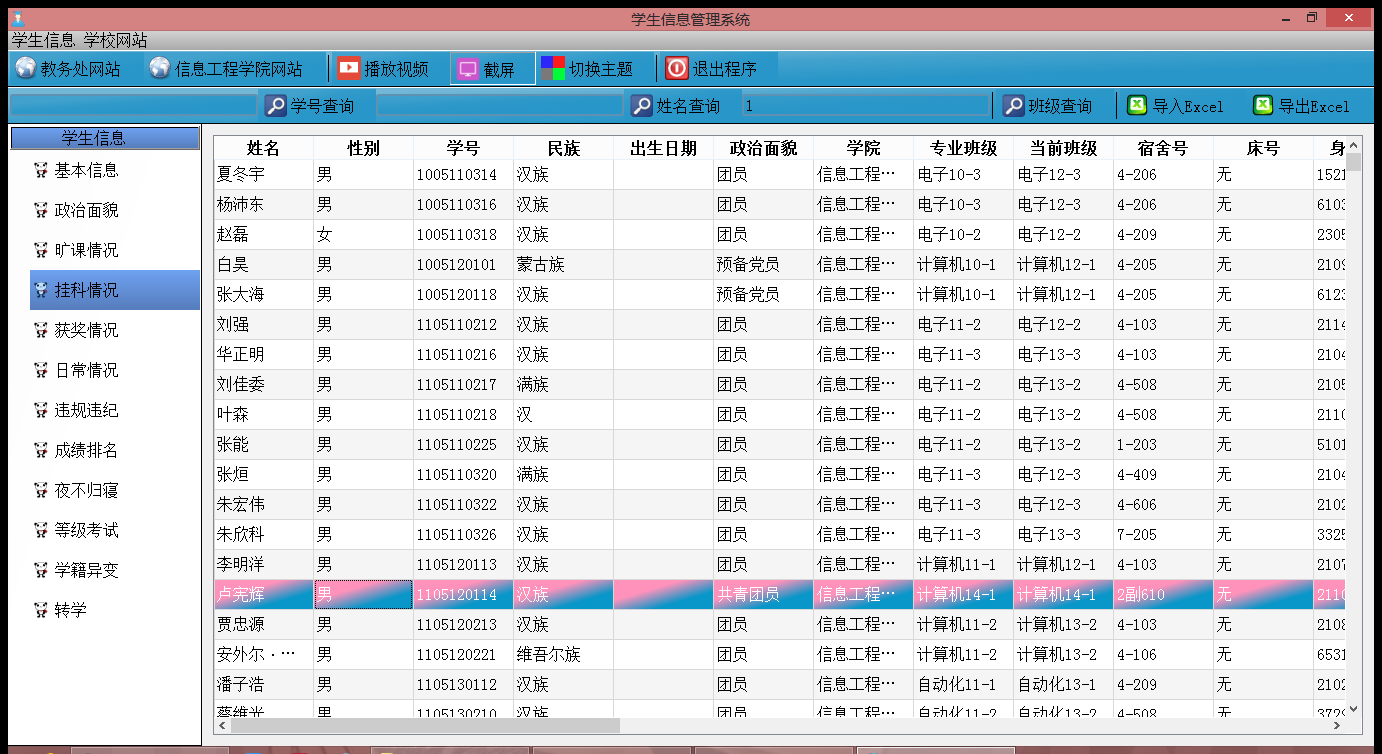 学生信息管理系统
学生信息 学校网站
教务处网站 信息工程学院网站 播放视频 截屏 切换主题 退出程序
学号查询 姓名查询 1 班级查询 导入Excel 导出Excel
学生信息
基本信息
政治面貌
旷课情况
挂科情况
获奖情况
日常情况
违规违纪
成绩排名
夜不归寝
等级考试
学籍异变
转学
姓名 性别 学号 民族 出生日期 政治面貌 学院 专业班级 当前班级 宿舍号 床号 身
夏冬宇 男 1005110314 汉族 团员 信息工程… 电子10-3 电子12-3 4-206 无 1521
杨沛东 男 1005110316 汉族 团员 信息工程… 电子10-3 电子12-3 4-206 无 6103
赵磊 女 1005110318 汉族 团员 信息工程… 电子10-2 电子12-2 4-209 无 2305
白昊 男 1005120101 蒙古族 预备党员 信息工程… 计算机10-1 计算机12-1 4-205 无 2109
张大海 男 1005120118 汉族 预备党员 信息工程… 计算机10-1 计算机12-1 4-205 无 6123
刘强 男 1105110212 汉族 团员 信息工程… 电子11-2 电子12-2 4-103 无 2114
华正明 男 1105110216 汉族 团员 信息工程… 电子11-3 电子13-3 4-103 无 2104
刘佳委 男 1105110217 满族 团员 信息工程… 电子11-2 电子13-2 4-508 无 2105
叶森 男 1105110218 汉 团员 信息工程… 电子11-2 电子13-2 4-508 无 2110
张能 男 1105110225 汉族 团员 信息工程… 电子11-2 电子13-2 1-203 无 5101
张烜 男 1105110320 满族 团员 信息工程… 电子11-3 电子12-3 4-409 无 2104
朱宏伟 男 1105110322 汉族 团员 信息工程… 电子11-3 电子12-3 4-606 无 2102
朱欣科 男 1105110326 汉族 团员 信息工程… 电子11-3 电子13-3 7-205 无 3325
李明洋 男 1105120113 汉族 团员 信息工程… 计算机11-1 计算机12-1 4-103 无 2107
卢宪辉 男 1105120114 汉族 共青团员 信息工程… 计算机14-1 计算机14-1 2副610 无 2110
贾忠源 男 1105120213 汉族 团员 信息工程… 计算机11-2 计算机13-2 4-103 无 2108
安外尔·… 男 1105120221 维吾尔族 团员 信息工程… 计算机11-2 计算机13-2 4-106 无 6531
潘子浩 男 1105130112 汉族 团员 信息工程… 自动化11-1 自动化13-1 4-209 无 2102
蔡维光 男 1105130210 汉族 团员 信息工程… 自动化11-2 自动化13-2 4-508 无 3729